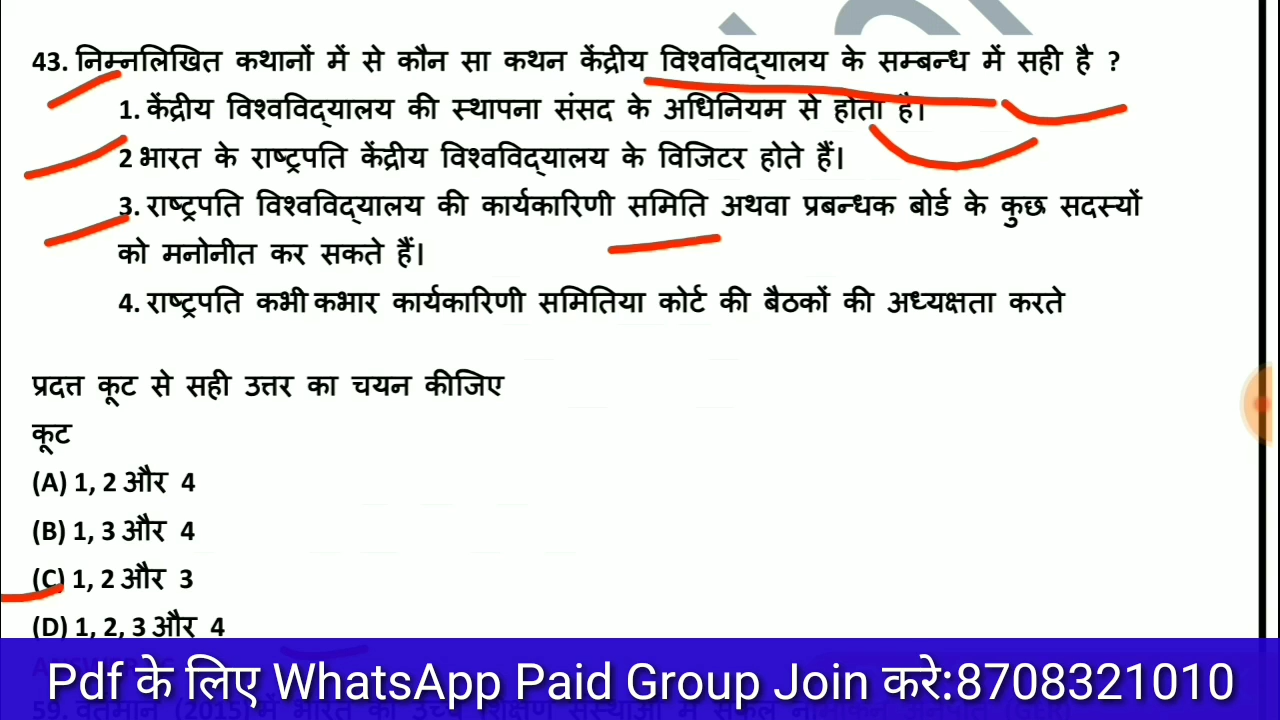 43. निम्नलिखित कथानों में से कौन सा कथन केंद्रीय विश्वविद्यालय के सम्बन्ध में सही है ?
1. केंद्रीय विश्वविद्यालय की स्थापना संसद के अधिनियम से होता है।
2 भारत के राष्ट्रपति केंद्रीय विश्वविद्यालय के विजिटर होते हैं।
3. राष्ट्रपति विश्वविद्यालय की कार्यकारिणी समिति अथवा प्रबन्धक बोर्ड के कुछ सदस्यों
को मनोनीत कर सकते हैं।
4. राष्ट्रपति कभी कभार कार्यकारिणी समितिया कोर्ट की बैठकों की अध्यक्षता करते
प्रदत्त कूट से सही उत्तर का चयन कीजिए
कूट
(A) 1, 2 और 4
(B) 1, 3 और 4
(C) 1, 2 और 3
(D) 1, 2, 3 और 4
Pdf के लिए WhatsApp Paid Group Join करे:8708321010